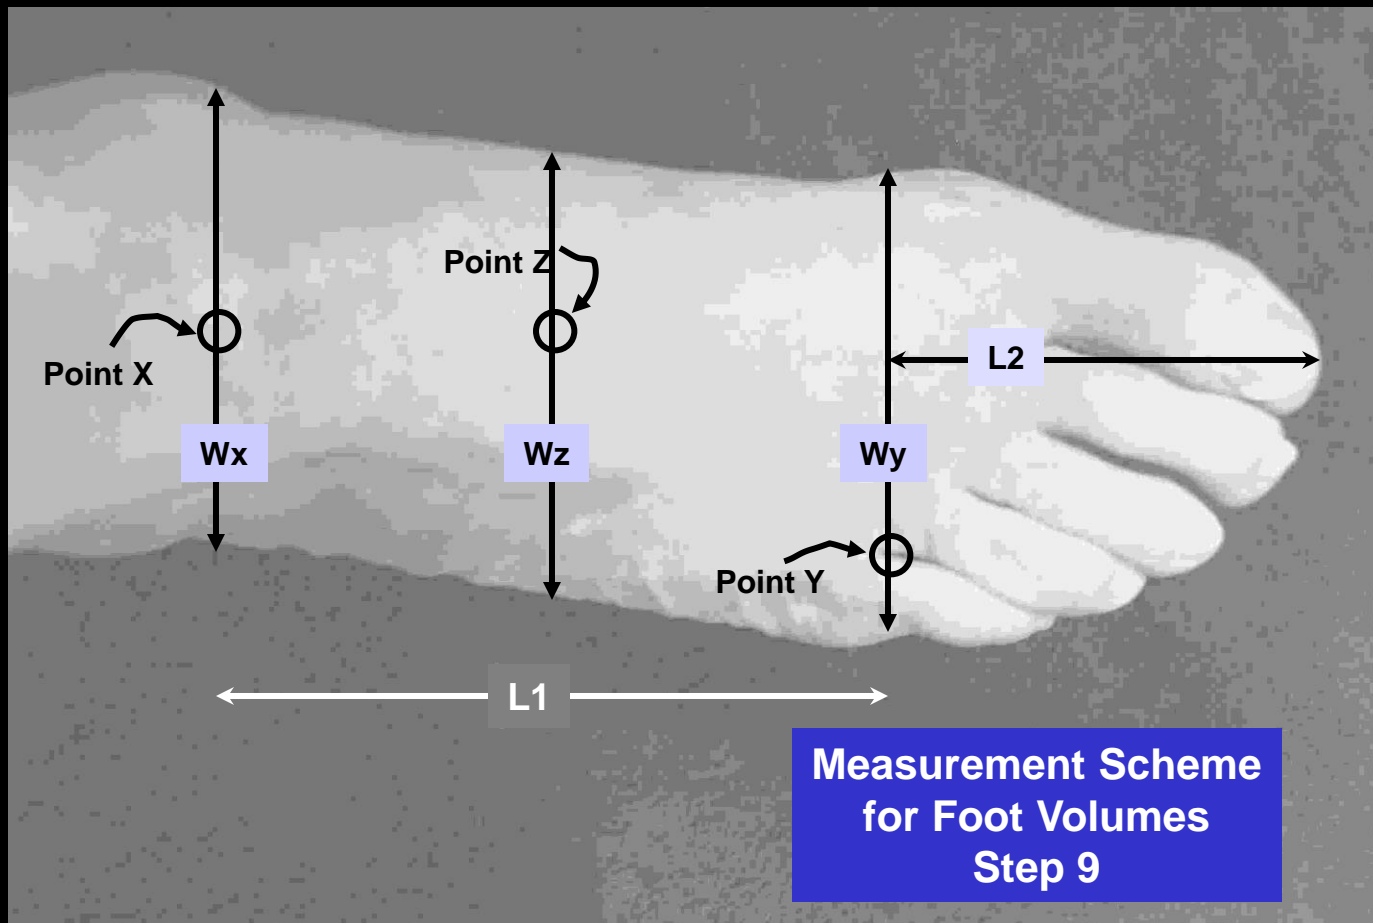 Point Z
Point X
L2
Wx
Wz
Wy
Point Y
L1
Measurement Scheme
for Foot Volumes
Step 9